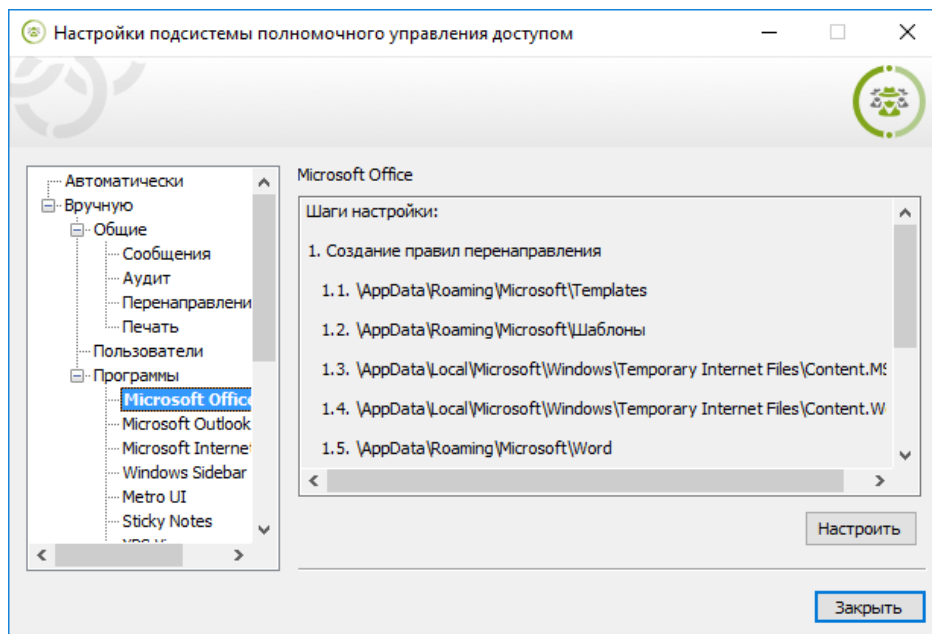 Настройки подсистемы полномочного управления доступом
Автоматически
Вручную
Общие
Сообщения
Аудит
Перенаправлени
Печать
Пользователи
Программы
Microsoft Office
Microsoft Outlook
Microsoft Interne
Windows Sidebar
Metro UI
Sticky Notes
Microsoft Office
Шаги настройки:
1. Создание правил перенаправления
1.1. \AppData\Roaming\Microsoft\Templates
1.2. \AppData\Roaming\Microsoft\Шаблоны
1.3. \AppData\Local\Microsoft\Windows\Temporary Internet Files\Content.MS
1.4. \AppData\Local\Microsoft\Windows\Temporary Internet Files\Content.W
1.5. \AppData\Roaming\Microsoft\Word
Настроить
Закрыть